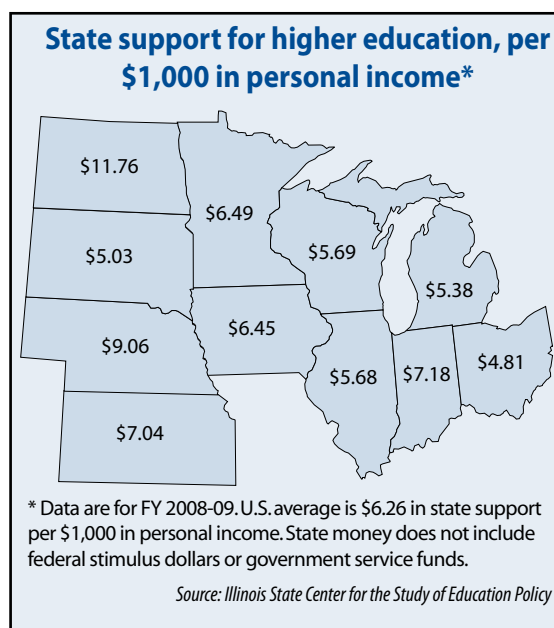 State support for higher education, per
$1,000 in personal income*
$11.76
$6.49
$5.69
$5.03
$5.38
$6.45
$9.06
$4.81
$5.68
$7.18
$7.04
* Data are for FY 2008-09. U.S. average is $6.26 in state support
per $1,000 in personal income. State money does not include
federal stimulus dollars or government service funds.
Source: Illinois State Center for the Study of Education Policy